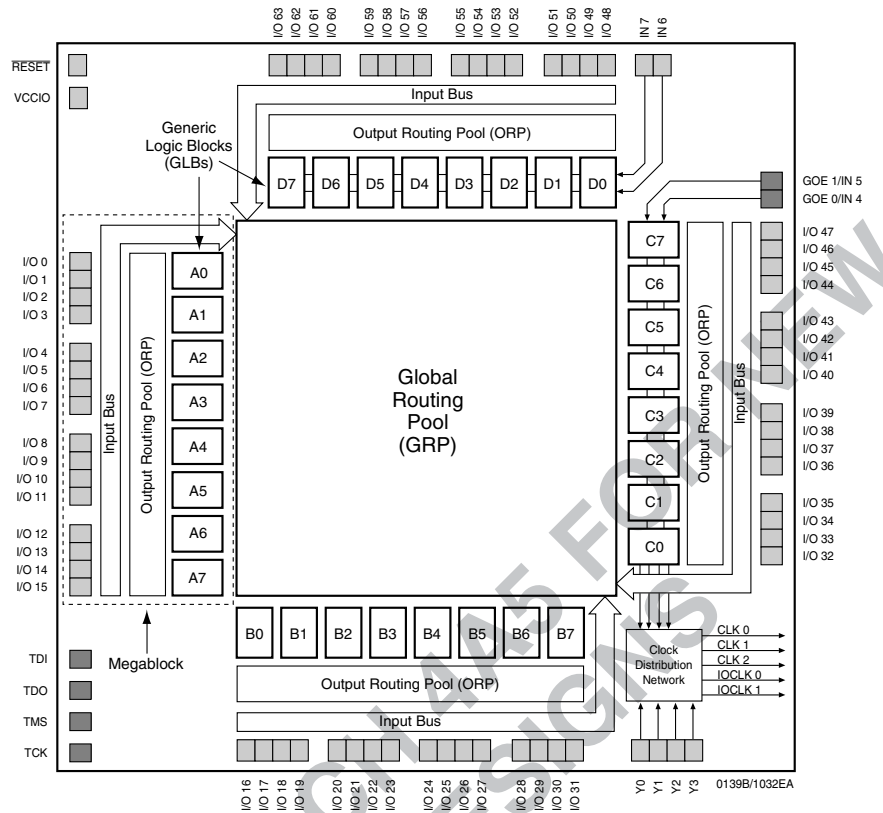 I/O 63
I/O 62
I/O 61
I/O 60
I/O 59
I/O 58
I/O 57
I/O 56
I/O 55
I/O 54
I/O 53
I/O 52
I/O 51
I/O 50
I/O 49
I/O 48
IN 7
IN 6
RESET
VCCIO
Input Bus
Output Routing Pool (ORP)
Generic
Logic Blocks
(GLBs)
D7
D6
D5
D4
D3
D2
D1
D0
GOE 1/IN 5
GOE 0/IN 4
I/O 0
I/O 1
I/O 2
I/O 3
I/O 4
I/O 5
I/O 6
I/O 7
I/O 8
I/O 9
I/O 10
I/O 11
I/O 12
I/O 13
I/O 14
I/O 15
Input Bus
Output Routing Pool (ORP)
A0
A1
A2
A3
A4
A5
A6
A7
Global
Routing
Pool
(GRP)
C7
C6
C5
C4
C3
C2
C1
C0
Output Routing Pool (ORP)
Input Bus
I/O 47
I/O 46
I/O 45
I/O 44
I/O 43
I/O 42
I/O 41
I/O 40
I/O 39
I/O 38
I/O 37
I/O 36
I/O 35
I/O 34
I/O 33
I/O 32
Megablock
B0
B1
B2
B3
B4
B5
B6
B7
Output Routing Pool (ORP)
Input Bus
TDI
TDO
TMS
TCK
Clock
Distribution
Network
CLK 0
CLK 1
CLK 2
IOCLK 0
IOCLK 1
I/O 16
I/O 17
I/O 18
I/O 19
I/O 20
I/O 21
I/O 22
I/O 23
I/O 24
I/O 25
I/O 26
I/O 27
I/O 28
I/O 29
I/O 30
I/O 31
Y0
Y1
Y2
Y3
0139B/1032EA
CH 4A5 FOR NEW
DESIGNS